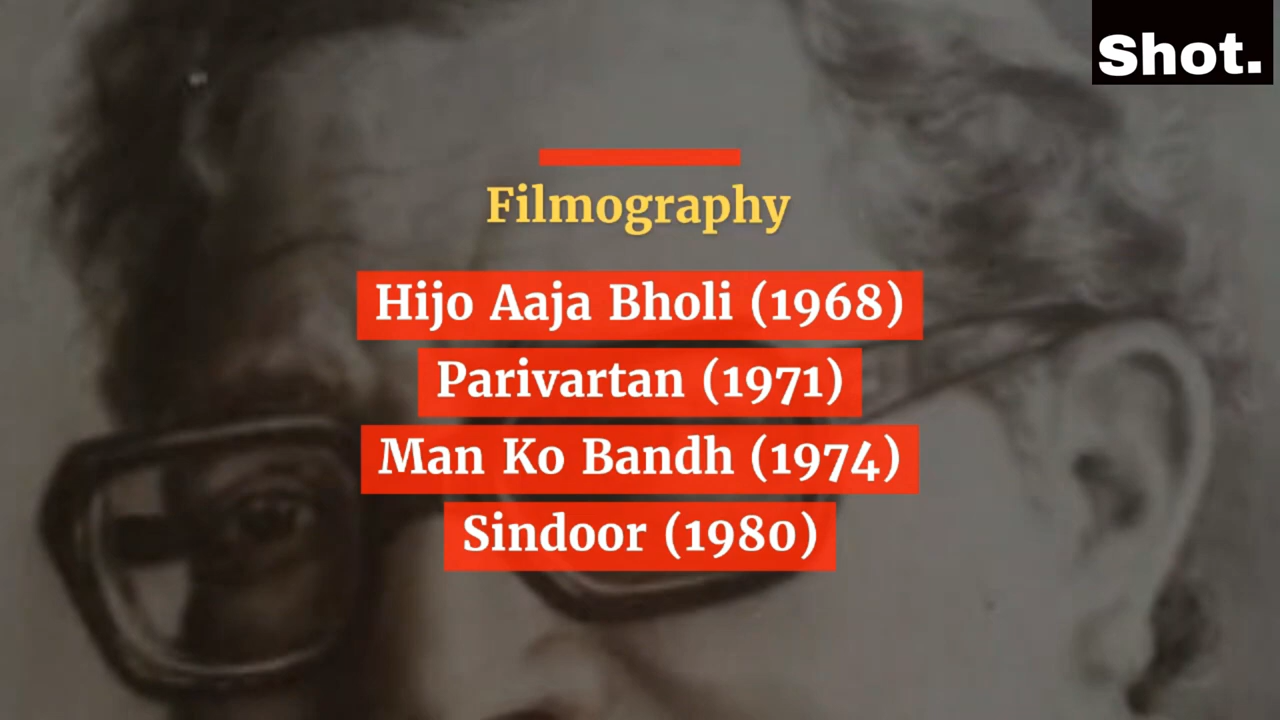 Shot.
Filmography
Hijo Aaja Bholi (1968)
Parivartan (1971)
Man Ko Bandh (1974)
Sindoor (1980)